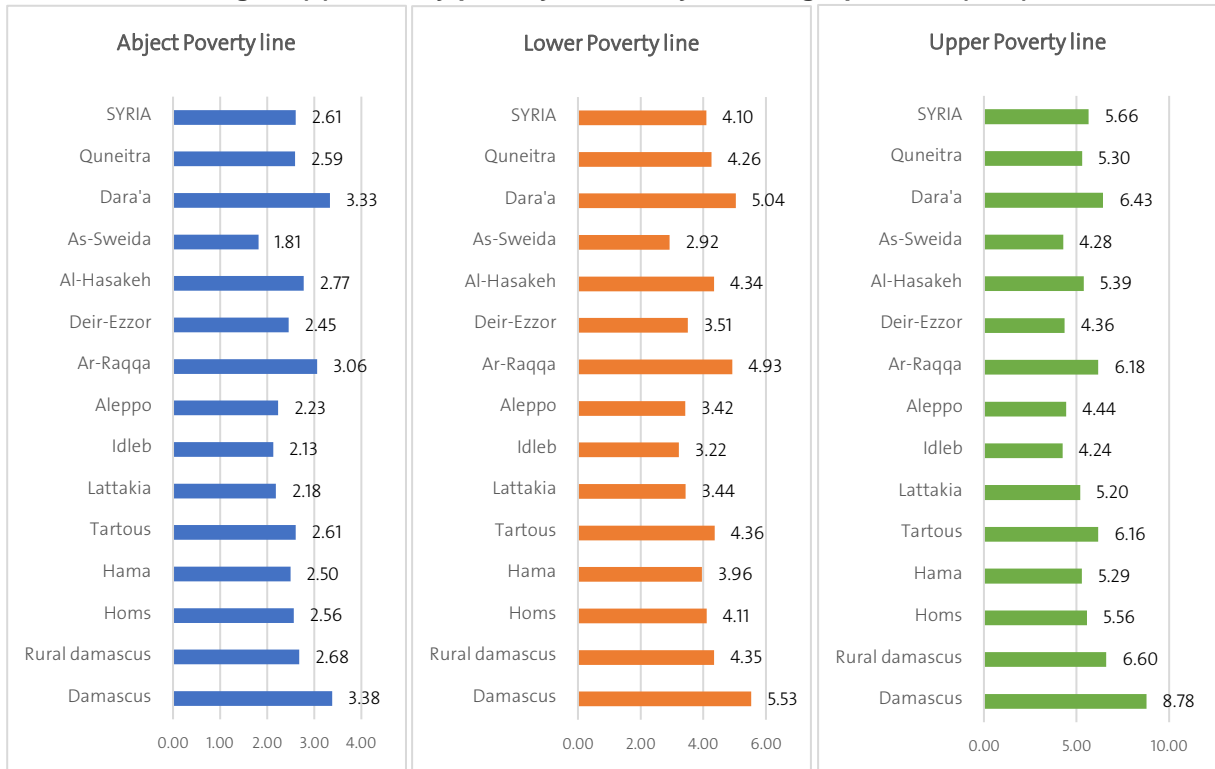 Abject Poverty line
SYRIA 2.61
Quneitra 2.59
Dara'a 3.33
As-Sweida 1.81
Al-Hasakeh 2.77
Deir-Ezzor 2.45
Ar-Raqqa 3.06
Aleppo 2.23
Idleb 2.13
Lattakia 2.18
Tartous 2.61
Hama 2.50
Homs 2.56
Rural damascus 2.68
Damascus 3.38
0.00 1.00 2.00 3.00 4.00
Lower Poverty line
SYRIA 4.10
Quneitra 4.26
Dara'a 5.04
As-Sweida 2.92
Al-Hasakeh 4.34
Deir-Ezzor 3.51
Ar-Raqqa 4.93
Aleppo 3.42
Idleb 3.22
Lattakia 3.44
Tartous 4.36
Hama 3.96
Homs 4.11
Rural damascus 4.35
Damascus 5.53
0.00 2.00 4.00 6.00
Upper Poverty line
SYRIA 5.66
Quneitra 5.30
Dara'a 6.43
As-Sweida 4.28
Al-Hasakeh 5.39
Deir-Ezzor 4.36
Ar-Raqqa 6.18
Aleppo 4.44
Idleb 4.24
Lattakia 5.20
Tartous 6.16
Hama 5.29
Homs 5.56
Rural damascus 6.60
Damascus 8.78
0.00 5.00 10.00